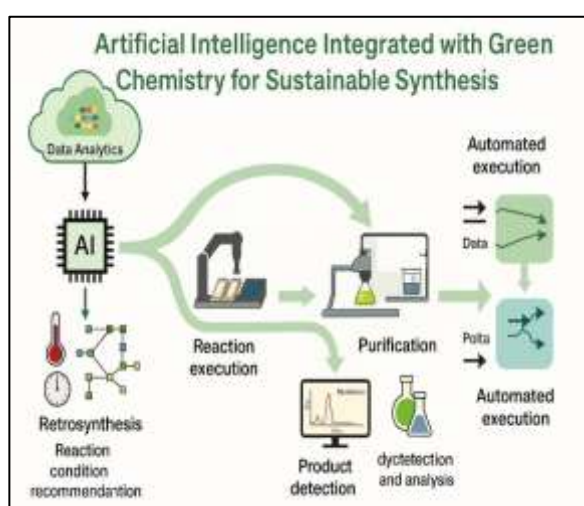 Artificial Intelligence Integrated with Green
Chemistry for Sustainable Synthesis
Data Analytics
AI
Retrosynthesis
Reaction
condition
recommendantion
Reaction
execution
Purification
Product
detection
dyctetection
and analysis
Automated
execution
Data
Polta
Automated
execution